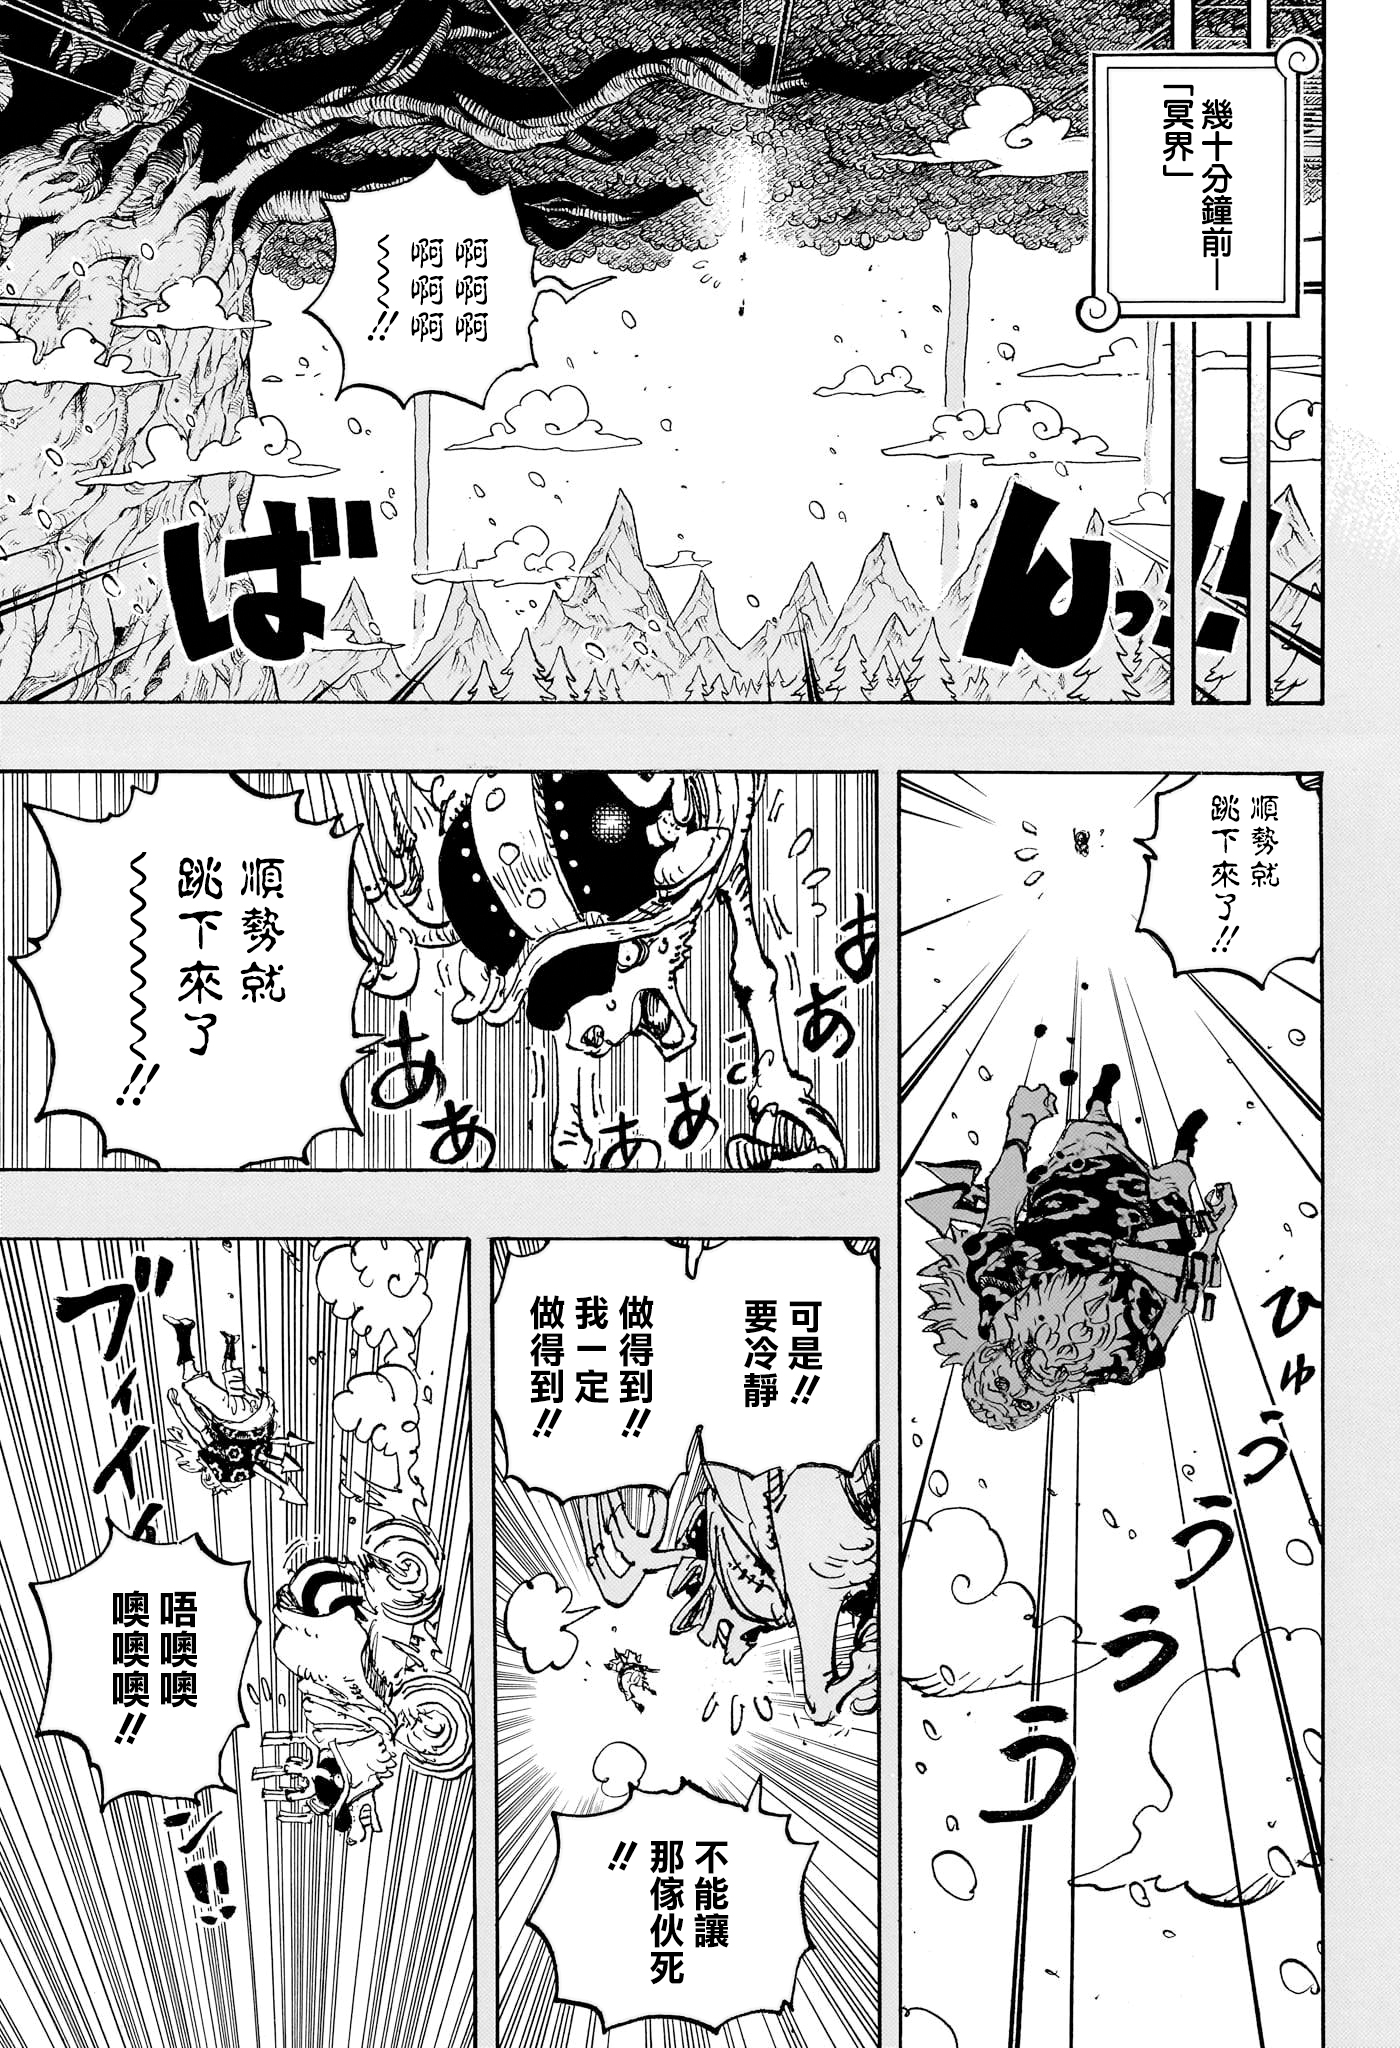 幾十分鐘前—
「冥界」
啊啊啊
啊啊啊
~~~!!
ばんっ!!
順勢就
跳下來了!!
ひゅうううう
順勢就
跳下來了
~~~~!!
ああああああ
可是!!
要冷靜
做得到!!
我一定
做得到!!
不能讓
那傢伙死
!!
ブィイイン!!
唔噢噢
噢噢噢!!